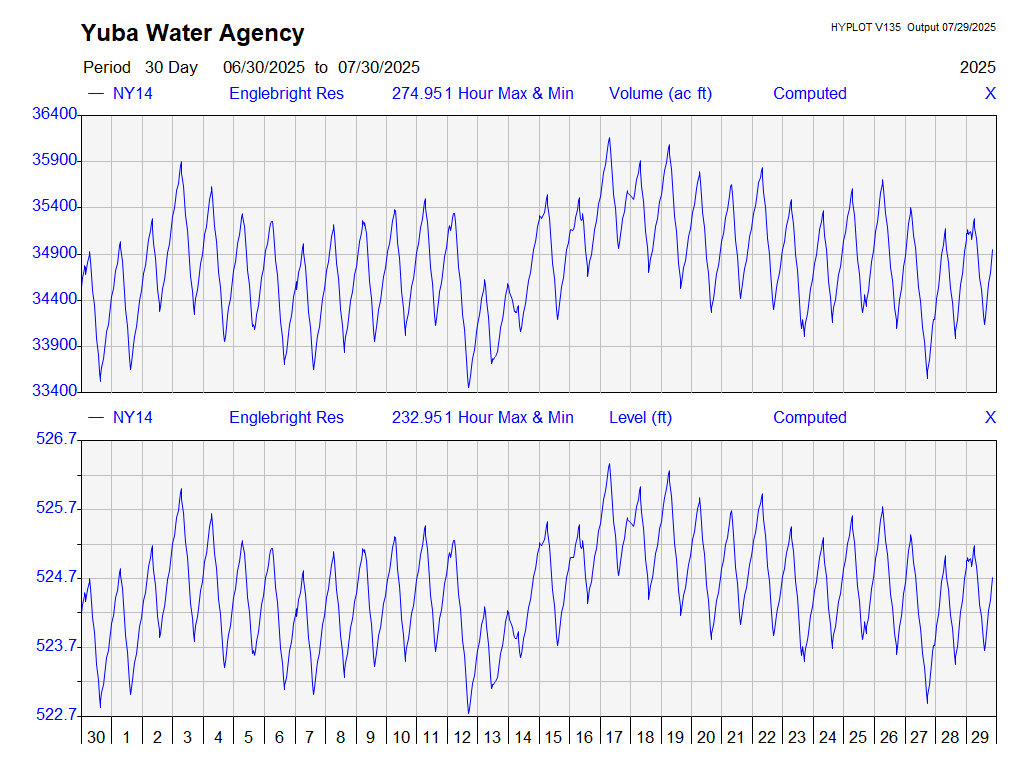 Yuba Water Agency
HYPLOT V135 Output 07/29/2025
Period 30 Day 06/30/2025 to 07/30/2025 2025
NY14 Englebright Res 274.951 Hour Max & Min Volume (ac ft) Computed X
36400
35900
35400
34900
34400
33900
33400
NY14 Englebright Res 232.951 Hour Max & Min Level (ft) Computed X
526.7
525.7
524.7
523.7
522.7
30 1 2 3 4 5 6 7 8 9 10 11 12 13 14 15 16 17 18 19 20 21 22 23 24 25 26 27 28 29